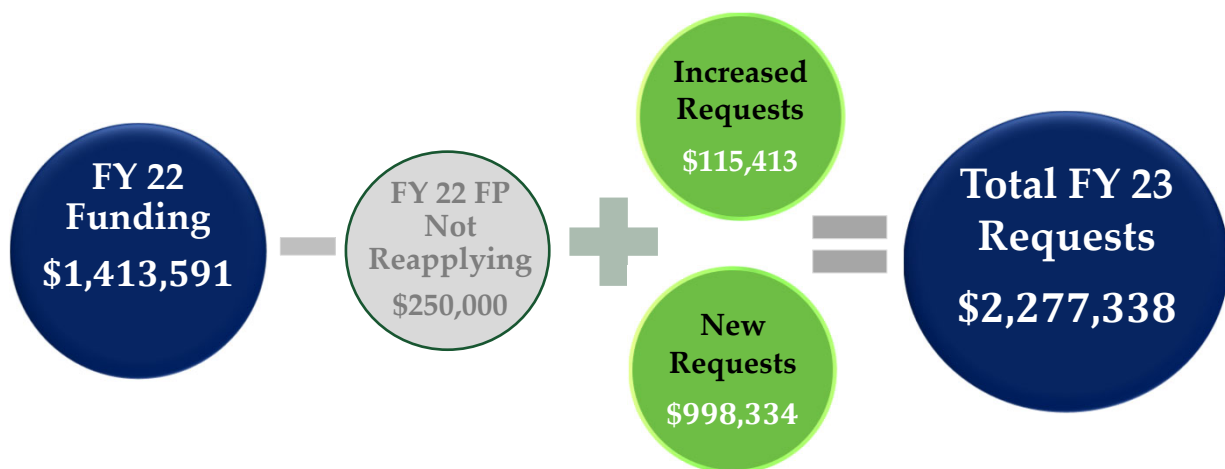 FY 22
Funding
$1,413,591
FY 22 FP
Not
Reapplying
$250,000
Increased
Requests
$115,413
New
Requests
$998,334
Total FY 23
Requests
$2,277,338